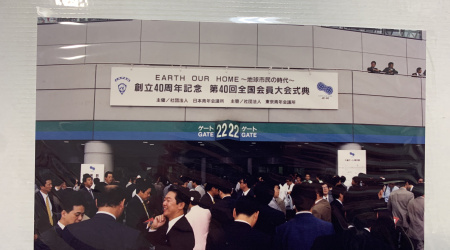 EARTH OUR HOME ～地球市民の時代～
創立40周年記念 第40回全国会員大会式典
主催／社団法人 日本青年会議所 主催／社団法人 東京青年会議所
ゲート 22 22 ゲート
GATE GATE